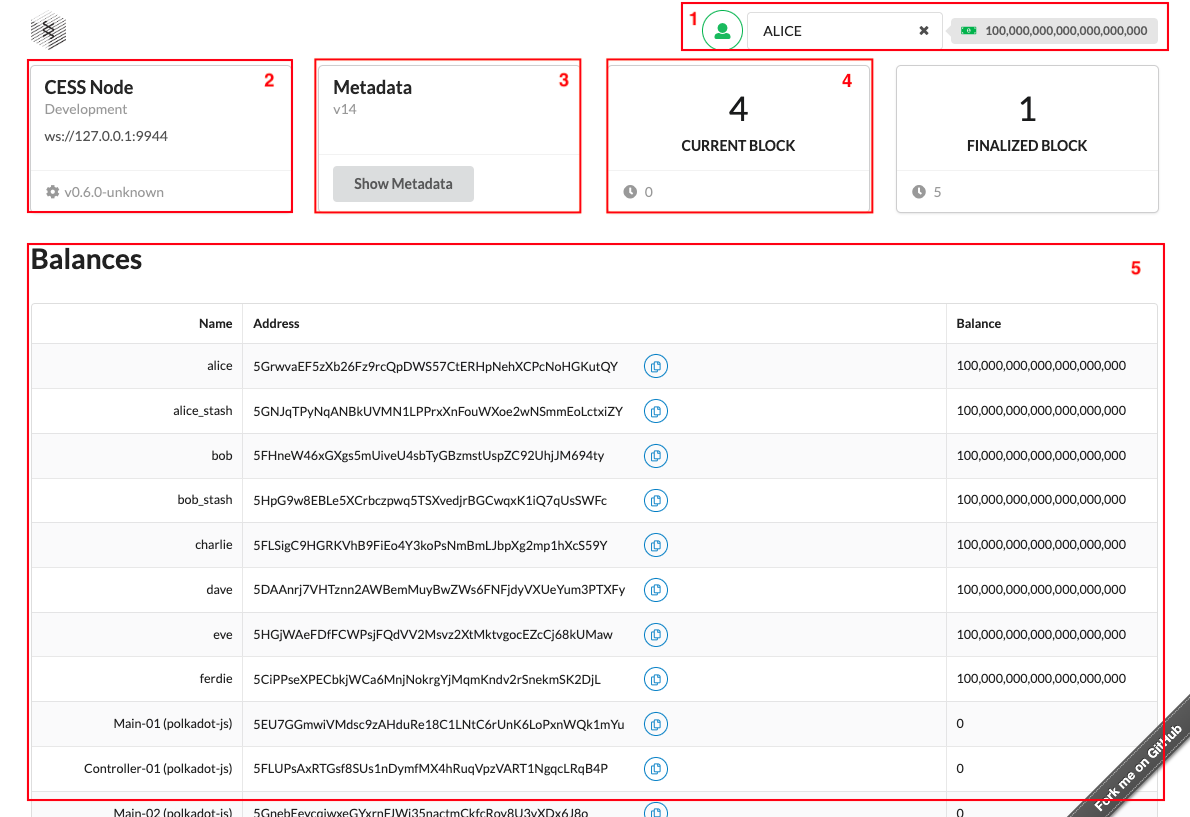 1
ALICE
100,000,000,000,000,000,000
CESS Node
2
Development
ws://127.0.0.1:9944
v0.6.0-unknown
Metadata
3
v14
Show Metadata
4
4
CURRENT BLOCK
0
1
FINALIZED BLOCK
5
Balances
5
Name Address Balance
alice 5GrwvaEF5zXb26Fz9rcQpDWS57CtERHpNehXCPcNoHGKutQY 100,000,000,000,000,000,000
alice_stash 5GNJqTPyNqANBkUVMN1LPPrxXnFouWXoe2wNSmmEoLctxiZY 100,000,000,000,000,000,000
bob 5FHneW46xGXgs5mUiveU4sbTyGBzmstUspZC92UhjJM694ty 100,000,000,000,000,000,000
bob_stash 5HpG9w8EBLe5XCrbczpwq5TSXvedjrBGCwqxK1iQ7qUsSWFc 100,000,000,000,000,000,000
charlie 5FLSigC9HGRKVhB9FiEo4Y3koPsNmBmLJbpXg2mp1hXcS59Y 100,000,000,000,000,000,000
dave 5DAAnrj7VHTznn2AWBemMuyBwZWs6FNFjdyVXUeYum3PTXFy 100,000,000,000,000,000,000
eve 5HGjWAeFDfFCWPsjFQdVV2Msvz2XtMktvgocEZcCj68kUMaw 100,000,000,000,000,000,000
ferdie 5CiPPseXPECbkjWCa6MnjNokrgYjMqmKndv2rSnekmSK2DjL 100,000,000,000,000,000,000
Main-01 (polkadot-js) 5EU7GGmwiVMdsc9zAHduRe18C1LNtC6rUnK6LoPxnWQk1mYu 0
Controller-01 (polkadot-js) 5FLUPsAxRTGsf8SUs1nDymfMX4hRuqVpzVART1NgqcLRqB4P 0
Main-02 (polkadot-js) 0
Fork me on GitHub